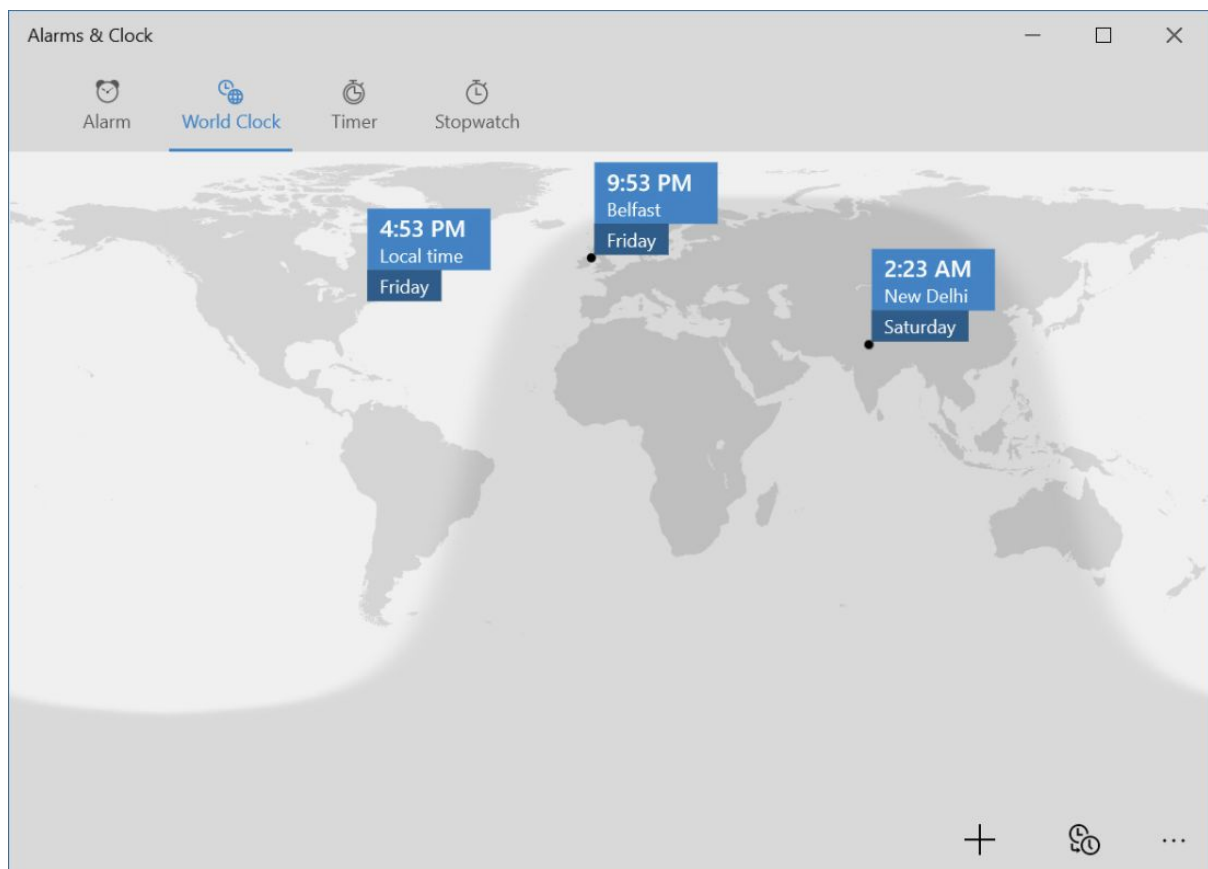 Alarms & Clock
Alarm
World Clock
Timer
Stopwatch
9:53 PM
Belfast
Friday
4:53 PM
Local time
Friday
2:23 AM
New Delhi
Saturday